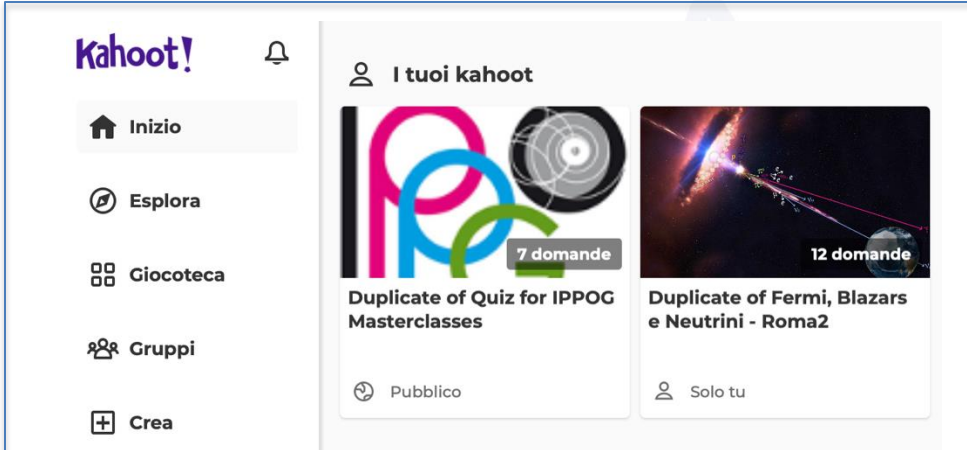 Kahoot!
Inizio
Esplora
Giocoteca
Gruppi
Crea
I tuoi kahoot
IPPOG
7 domande
Duplicate of Quiz for IPPOG
Masterclasses
Pubblico
12 domande
Duplicate of Fermi, Blazars
e Neutrini - Roma2
Solo tu